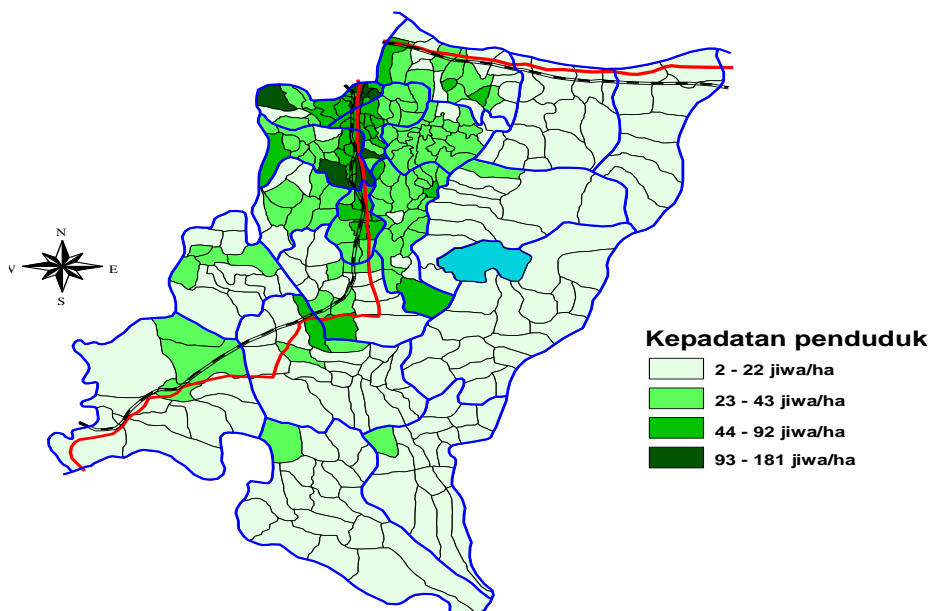 N
E
S
Kepadatan penduduk
2 - 22 jiwa/ha
23 - 43 jiwa/ha
44 - 92 jiwa/ha
93 - 181 jiwa/ha